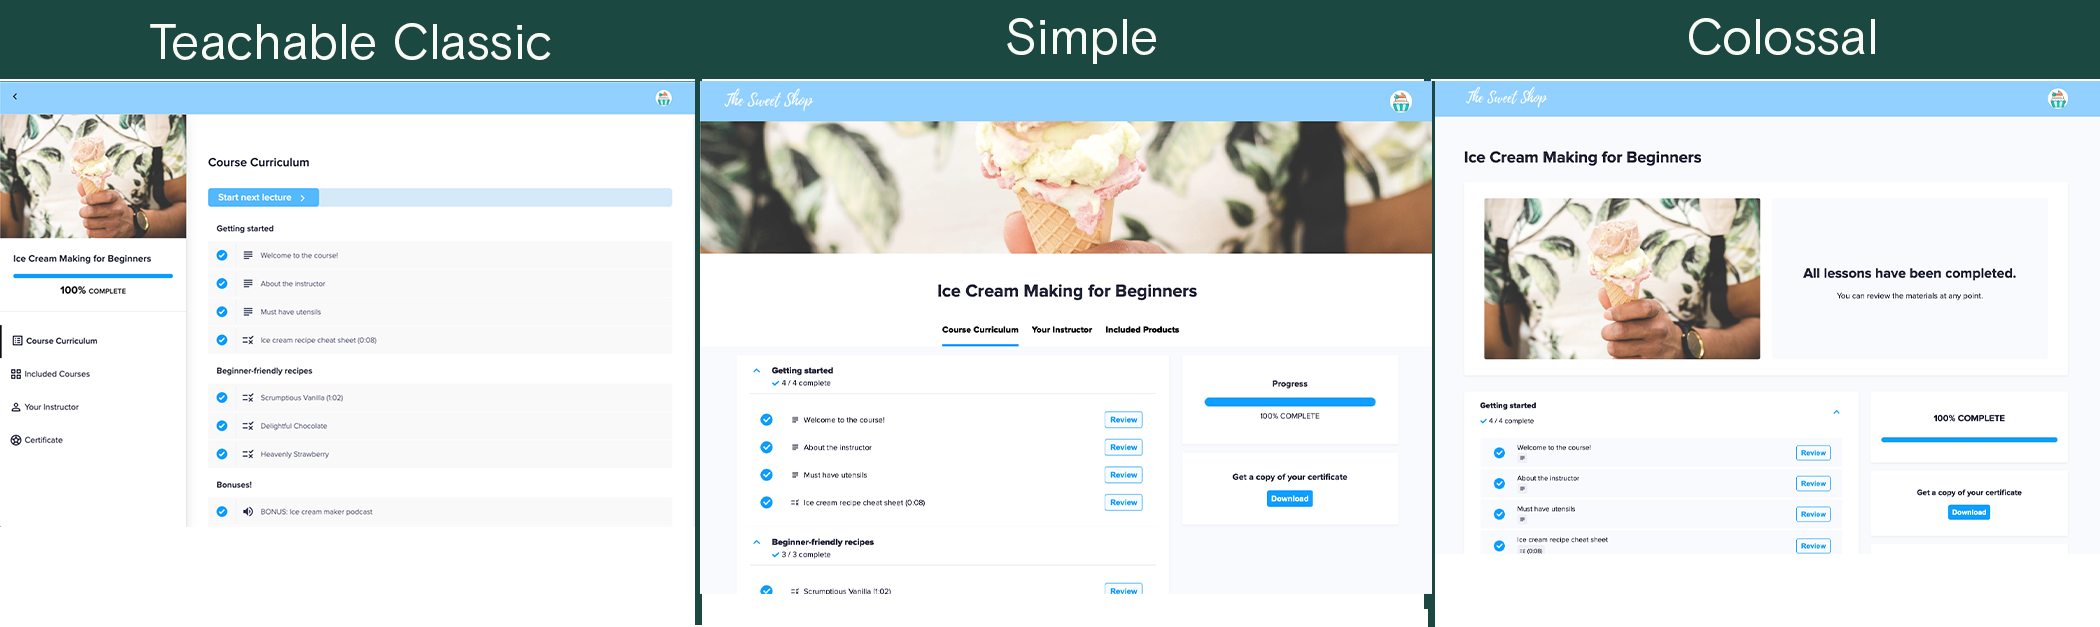 Teachable Classic
Ice Cream Making for Beginners
100% COMPLETE
Course Curriculum
Included Courses
Your Instructor
Certificate
Course Curriculum
Start next lecture
Getting started
Welcome to the course!
About the instructor
Must have utensils
Ice cream recipe cheat sheet (0:08)
Beginner-friendly recipes
Scrumptious Vanilla (1:02)
Delightful Chocolate
Heavenly Strawberry
Bonuses!
BONUS: Ice cream maker podcast
Simple
The Sweet Shop
Ice Cream Making for Beginners
Course Curriculum Your Instructor Included Products
Getting started
4 / 4 complete
Welcome to the course! Review
About the instructor Review
Must have utensils Review
Ice cream recipe cheat sheet (0:08) Review
Beginner-friendly recipes
3 / 3 complete
Scrumptious Vanilla (1:02) Review
Progress
100% COMPLETE
Get a copy of your certificate
Download
Colossal
The Sweet Shop
Ice Cream Making for Beginners
All lessons have been completed.
You can review the materials at any point.
Getting started
4 / 4 complete
Welcome to the course! Review
About the instructor Review
Must have utensils Review
Ice cream recipe cheat sheet Review
(0:08)
100% COMPLETE
Get a copy of your certificate
Download